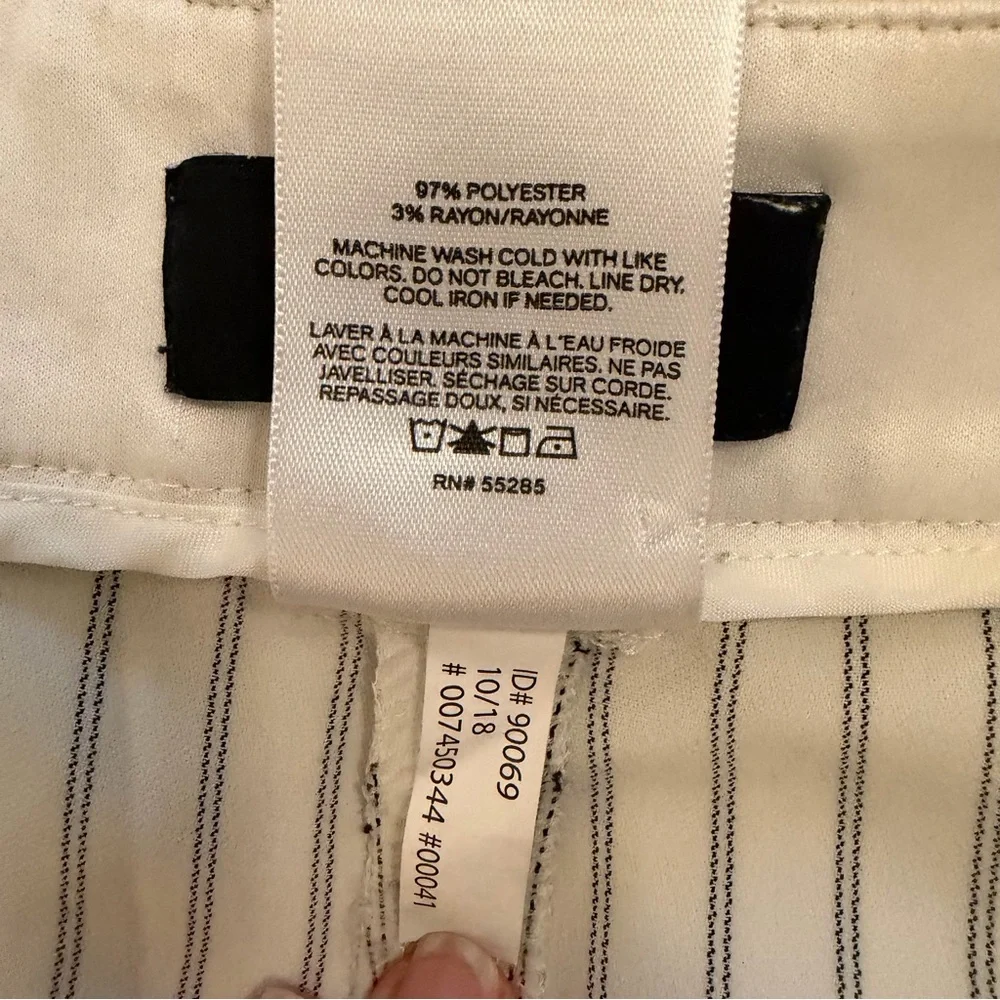 97% POLYESTER
3% RAYON/RAYONNE
MACHINE WASH COLD WITH LIKE
COLORS. DO NOT BLEACH. LINE DRY.
COOL IRON IF NEEDED.
LAVER À LA MACHINE À L'EAU FROIDE
AVEC COULEURS SIMILAIRES. NE PAS
JAVELLISER. SÉCHAGE SUR CORDE.
REPASSAGE DOUX, SI NÉCESSAIRE.
RN# 55285
ID# 90069
10/18
# 007450344 #00041